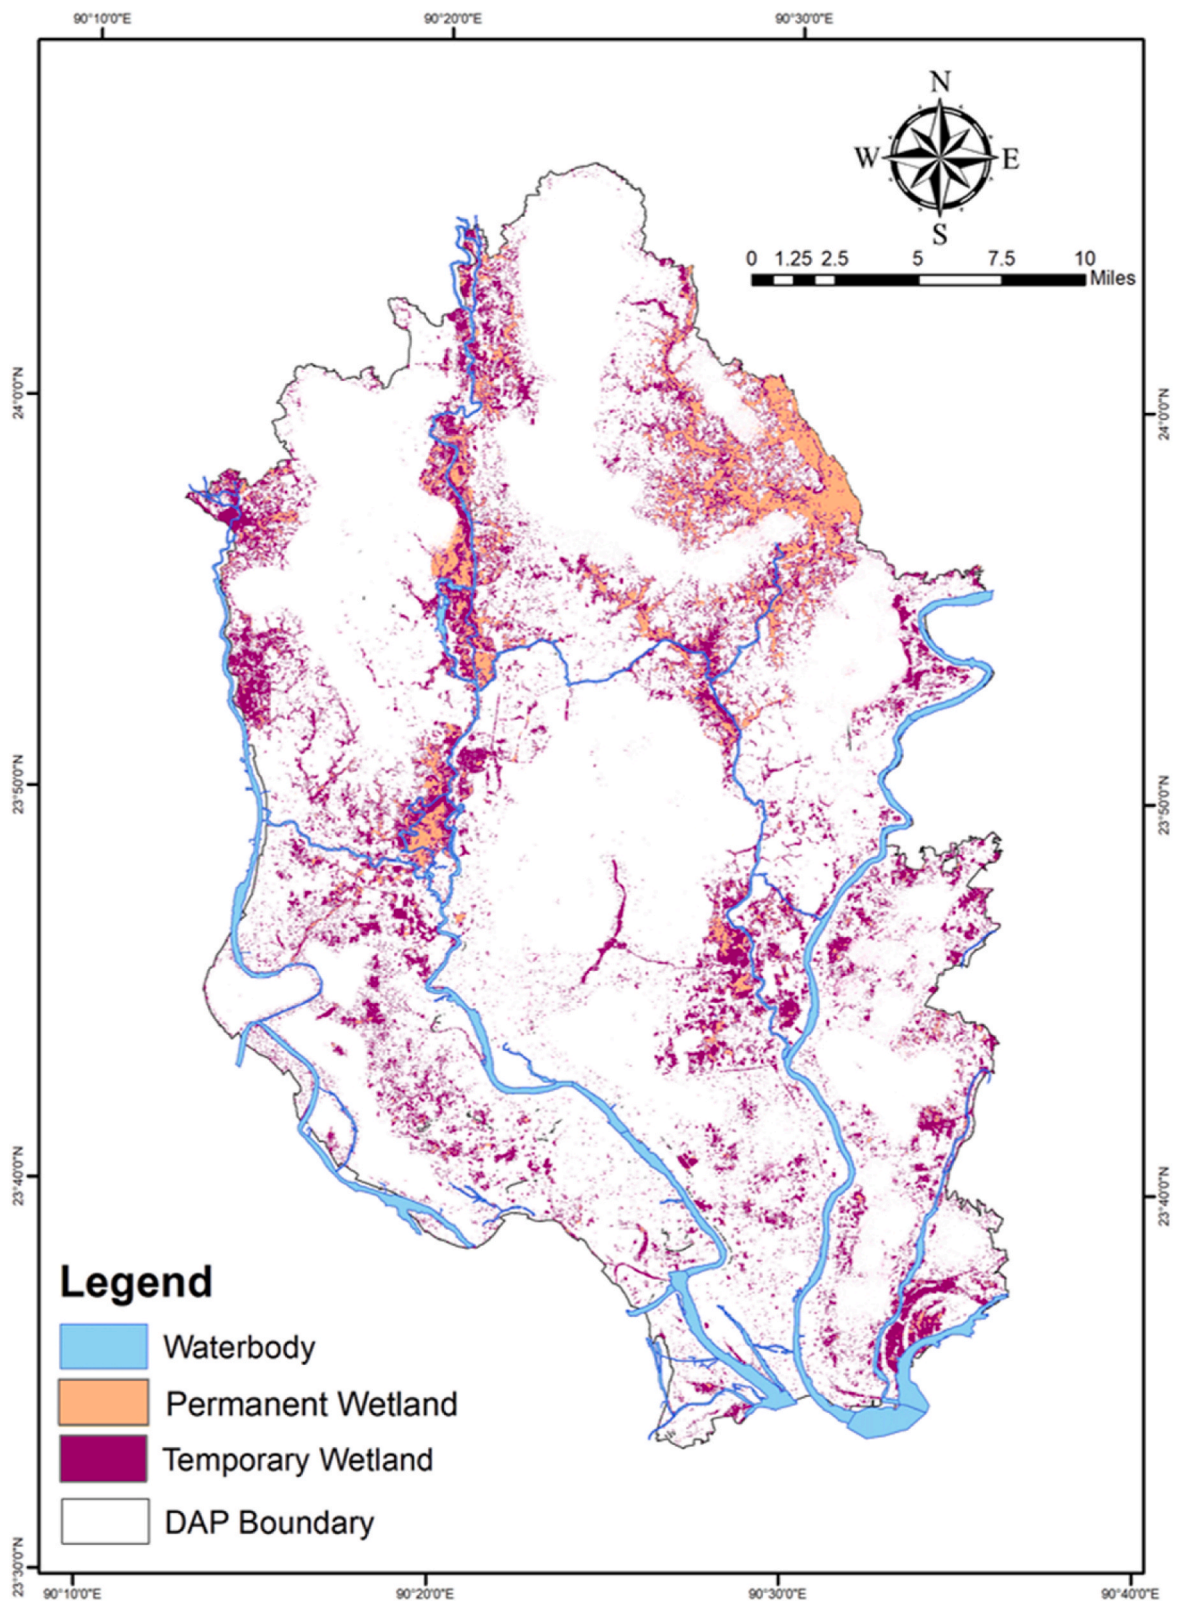 90°10'0"E 90°20'0"E 90°30'0"E
N
W E
S
0 1.25 2.5 5 7.5 10
Miles
24°0'0"N 24°0'0"N
23°50'0"N 23°50'0"N
23°40'0"N 23°40'0"N
Legend
Waterbody
Permanent Wetland
Temporary Wetland
DAP Boundary
23°30'0"N
90°10'0"E 90°20'0"E 90°30'0"E 90°40'0"E